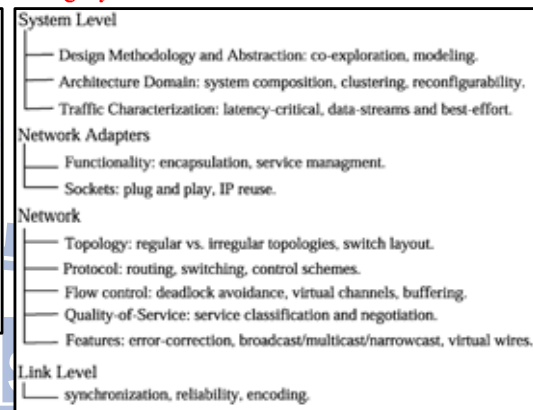 System Level
Design Methodology and Abstraction: co-exploration, modeling.
Architecture Domain: system composition, clustering, reconfigurability.
Traffic Characterization: latency-critical, data-streams and best-effort.
Network Adapters
Functionality: encapsulation, service managment.
Sockets: plug and play, IP reuse.
Network
Topology: regular vs. irregular topologies, switch layout.
Protocol: routing, switching, control schemes.
Flow control: deadlock avoidance, virtual channels, buffering.
Quality-of-Service: service classification and negotiation.
Features: error-correction, broadcast/multicast/narrowcast, virtual wires.
Link Level
synchronization, reliability, encoding.